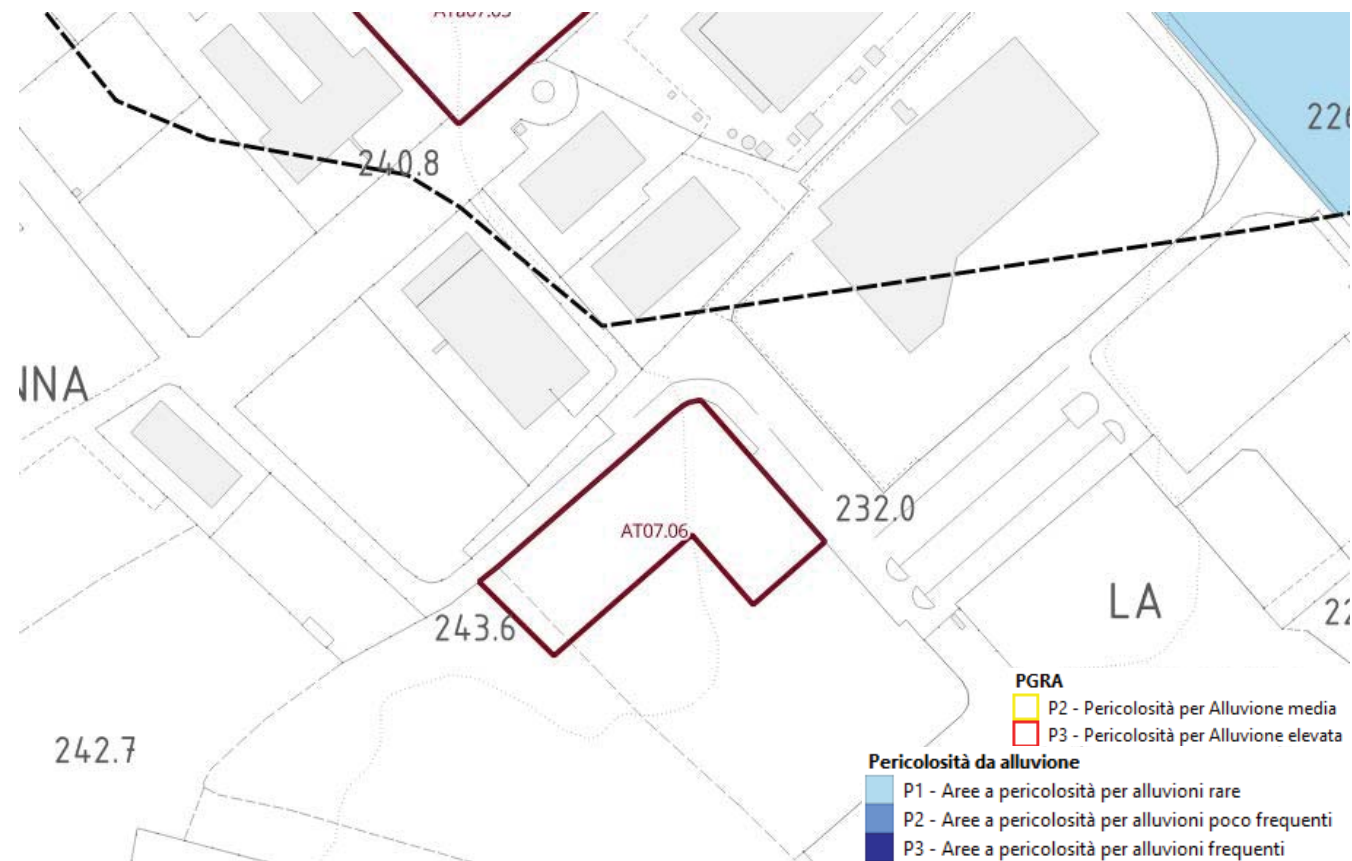 240.8
INNA
232.0
AT07.06
LA
243.6
242.7
PGRA
P2 - Pericolosità per Alluvione media
P3 - Pericolosità per Alluvione elevata
Pericolosità da alluvione
P1 - Aree a pericolosità per alluvioni rare
P2 - Aree a pericolosità per alluvioni poco frequenti
P3 - Aree a pericolosità per alluvioni frequenti